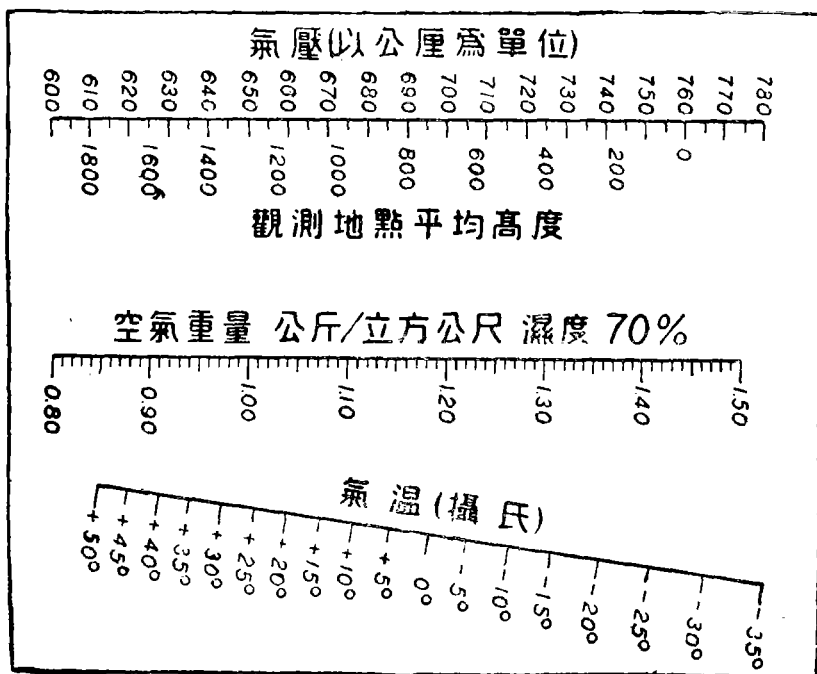 氣壓(以公厘為單位)
600 610 620 630 640 650 660 670 680 690 700 710 720 730 740 750 760 770 780
1800 1600 1400 1200 1000 800 600 400 200 0
觀測地點平均高度
空氣重量 公斤/立方公尺 濕度 70%
0.80 0.90 1.00 1.10 1.20 1.30 1.40 1.50
氣溫(攝氏)
+50° +45° +40° +35° +30° +25° +20° +15° +10° +5° 0° -5° -10° -15° -20° -25° -30° -35°